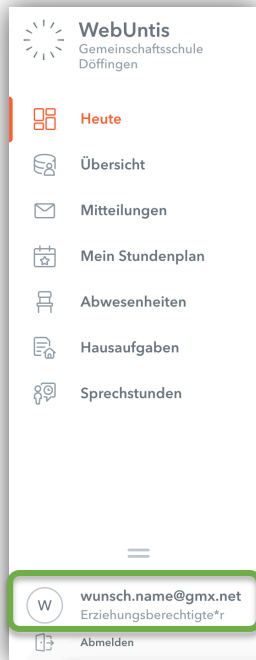 WebUntis
Gemeinschaftsschule
Döffingen
Heute
Übersicht
Mitteilungen
Mein Stundenplan
Abwesenheiten
Hausaufgaben
Sprechstunden
W
wunsch.name@gmx.net
Erziehungsberechtigte*r
Abmelden